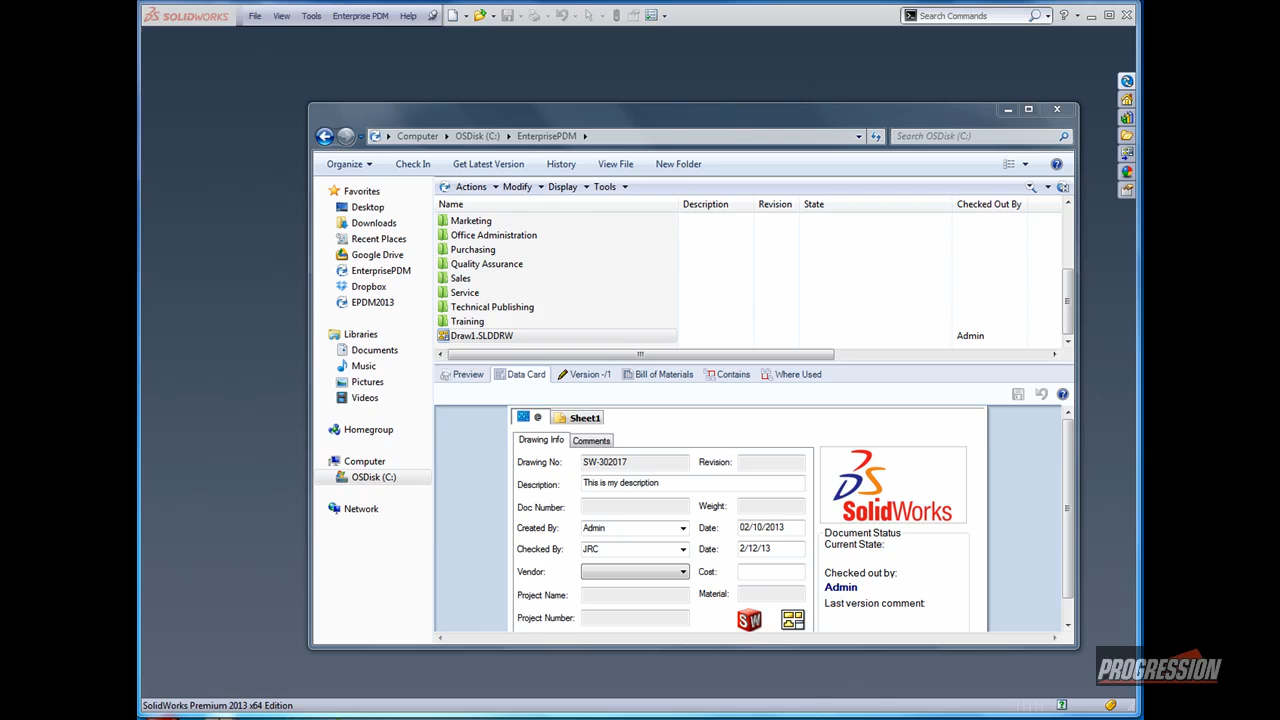 SOLIDWORKS File View Tools Enterprise PDM Help Search Commands ?
Computer OSDisk (C:) EnterprisePDM Search OSDisk (C:)
Organize Check In Get Latest Version History View File New Folder
Favorites
Desktop
Downloads
Recent Places
Google Drive
EnterprisePDM
Dropbox
EPDM2013
Libraries
Documents
Music
Pictures
Videos
Homegroup
Computer
OSDisk (C:)
Network
Actions Modify Display Tools
Name Description Revision State Checked Out By
Marketing
Office Administration
Purchasing
Quality Assurance
Sales
Service
Technical Publishing
Training
Draw1.SLDDRW Admin
Preview Data Card Version -/1 Bill of Materials Contains Where Used
@ Sheet1
Drawing Info Comments
Drawing No: SW-302017 Revision:
Description: This is my description
Doc Number: Weight:
Created By: Admin Date: 02/10/2013
Checked By: JRC Date: 2/12/13
Vendor: Cost:
Project Name: Material:
Project Number: SW
SolidWorks
Document Status
Current State:
Checked out by:
Admin
Last version comment:
PROGRESSION
SolidWorks Premium 2013 x64 Edition